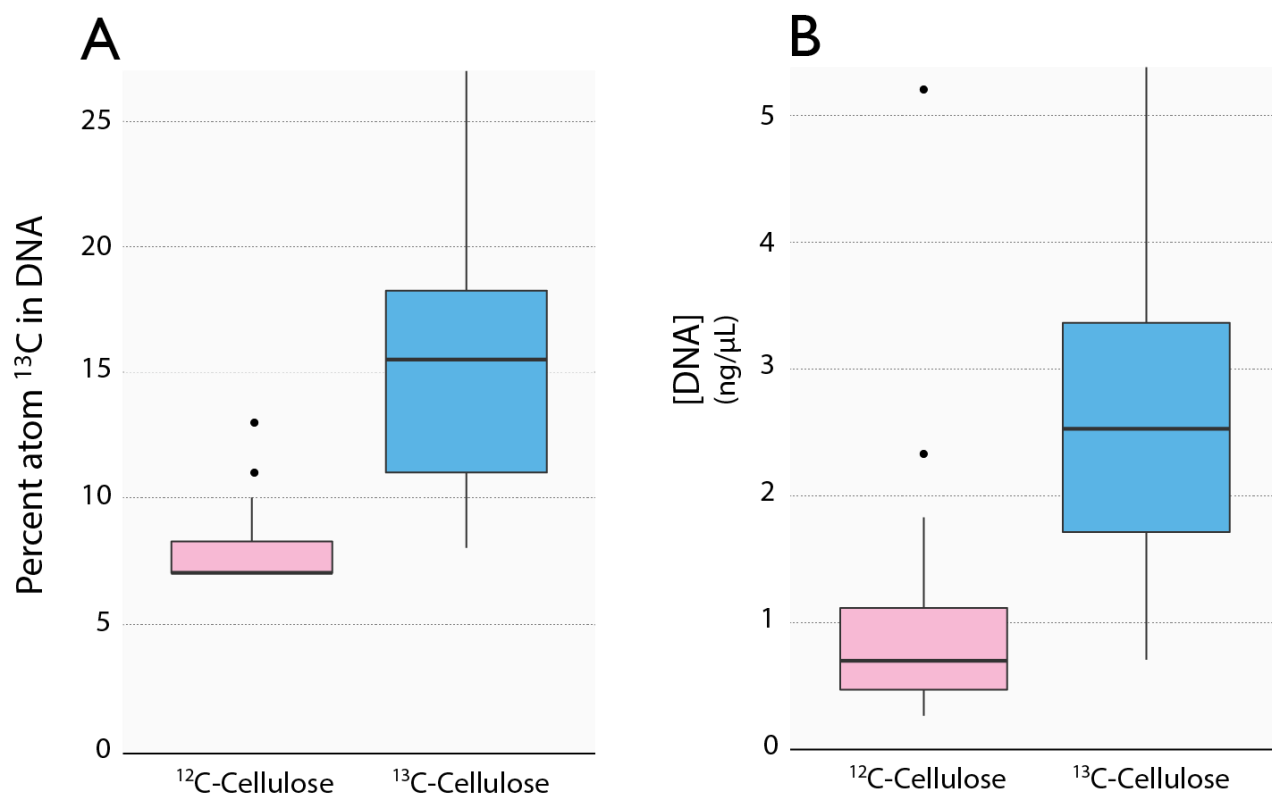 A
Percent atom ¹³C in DNA
25
20
15
10
5
0
¹²C-Cellulose
¹³C-Cellulose
B
[DNA]
(ng/μL)
5
4
3
2
1
0
¹²C-Cellulose
¹³C-Cellulose